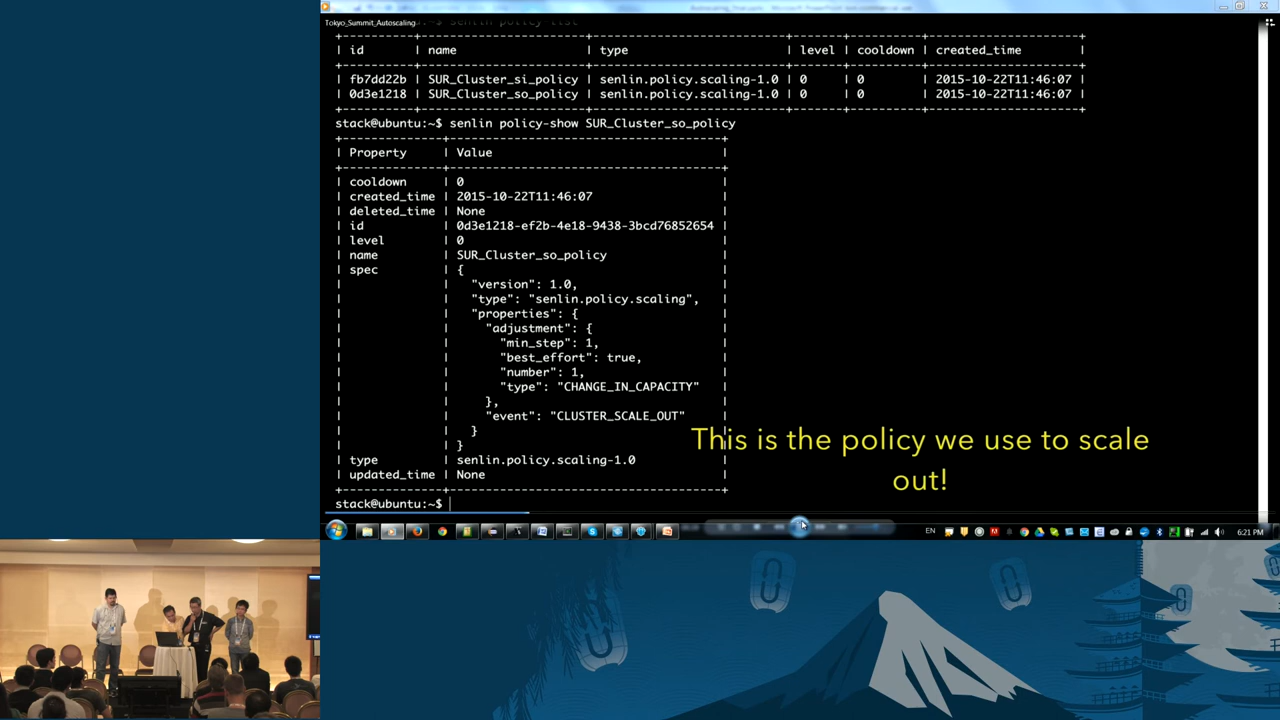 Tokyo_Summit_Autoscaling
senlin policy-list
| id | name | type | level | cooldown | created_time |
| fb7dd22b | SUR_Cluster_si_policy | senlin.policy.scaling-1.0 | 0 | 0 | 2015-10-22T11:46:07 |
| 0d3e1218 | SUR_Cluster_so_policy | senlin.policy.scaling-1.0 | 0 | 0 | 2015-10-22T11:46:07 |
stack@ubuntu:~$ senlin policy-show SUR_Cluster_so_policy
| Property | Value |
| cooldown | 0 |
| created_time | 2015-10-22T11:46:07 |
| deleted_time | None |
| id | 0d3e1218-ef2b-4e18-9438-3bcd76852654 |
| level | 0 |
| name | SUR_Cluster_so_policy |
| spec | { |
| | "version": 1.0, |
| | "type": "senlin.policy.scaling", |
| | "properties": { |
| | "adjustment": { |
| | "min_step": 1, |
| | "best_effort": true, |
| | "number": 1, |
| | "type": "CHANGE_IN_CAPACITY" |
| | }, |
| | "event": "CLUSTER_SCALE_OUT" |
| | } |
| | } |
| type | senlin.policy.scaling-1.0 |
| updated_time | None |
stack@ubuntu:~$
This is the policy we use to scale
out!
EN
6:21 PM